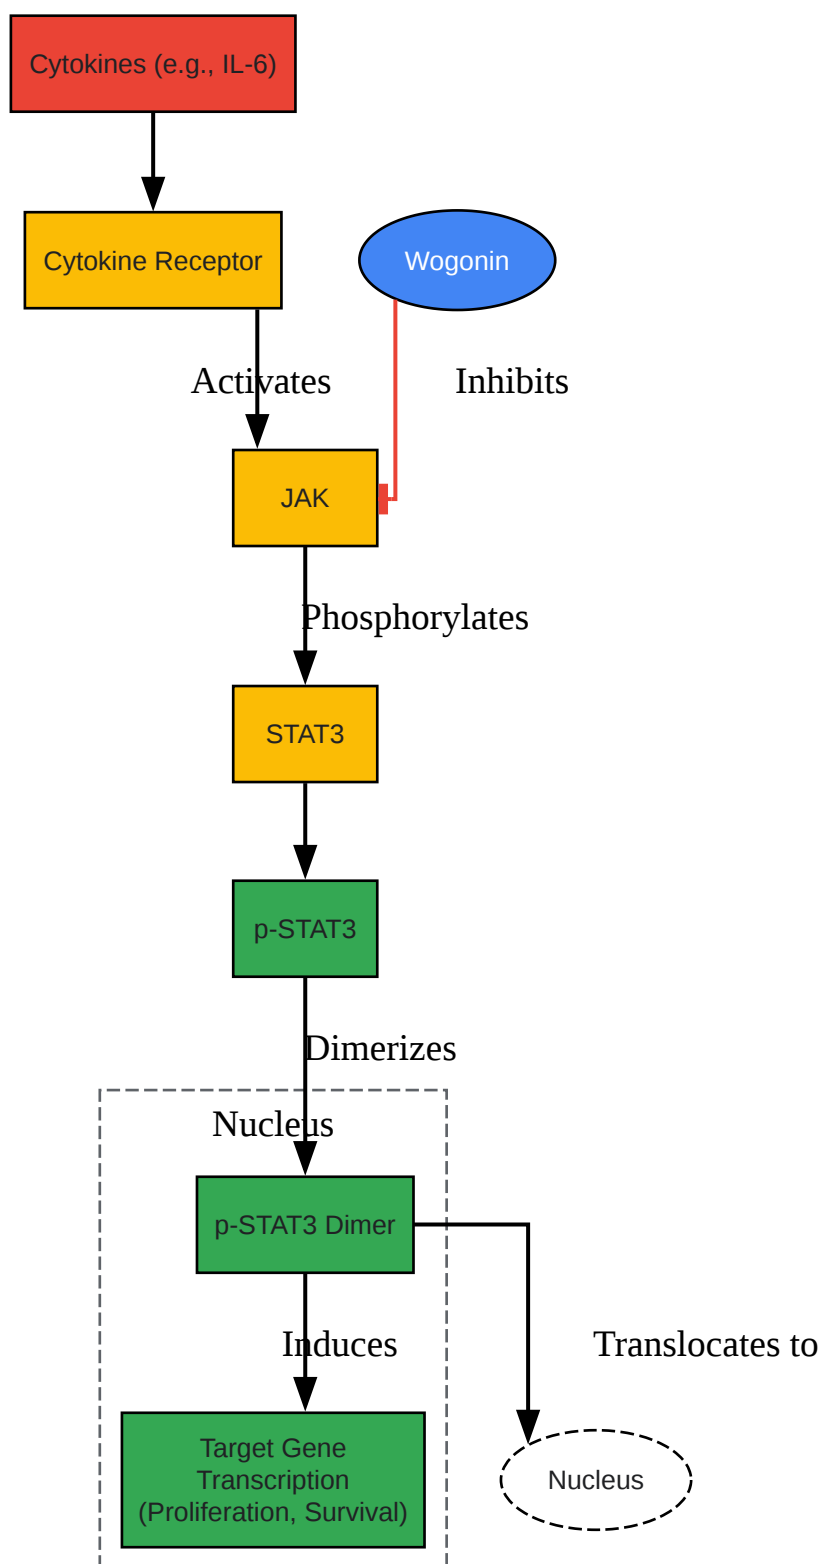 Cytokines (e.g., IL-6)
Cytokine Receptor
Wogonin
Activates
Inhibits
JAK
Phosphorylates
STAT3
p-STAT3
Dimerizes
Nucleus
p-STAT3 Dimer
Induces
Translocates to
Target Gene
Transcription
(Proliferation, Survival)
Nucleus